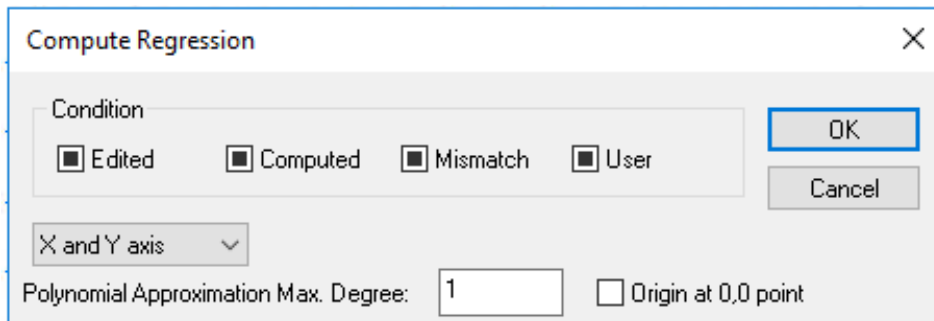 Compute Regression
Condition
OK
Edited Computed Mismatch User
Cancel
X and Y axis
Polynomial Approximation Max. Degree: 1 Origin at 0,0 point